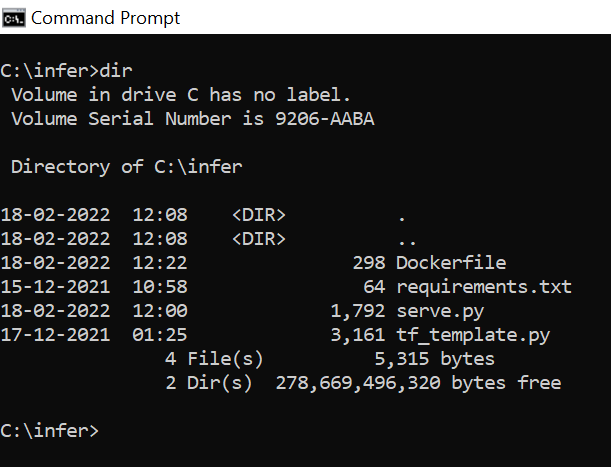 Command Prompt
C:\infer>dir
 Volume in drive C has no label.
 Volume Serial Number is 9206-AABA
 Directory of C:\infer
18-02-2022  12:08    <DIR>          .
18-02-2022  12:08    <DIR>          ..
18-02-2022  12:22               298 Dockerfile
15-12-2021  10:58                64 requirements.txt
18-02-2022  12:00             1,792 serve.py
17-12-2021  01:25             3,161 tf_template.py
               4 File(s)          5,315 bytes
               2 Dir(s)  278,669,496,320 bytes free
C:\infer>